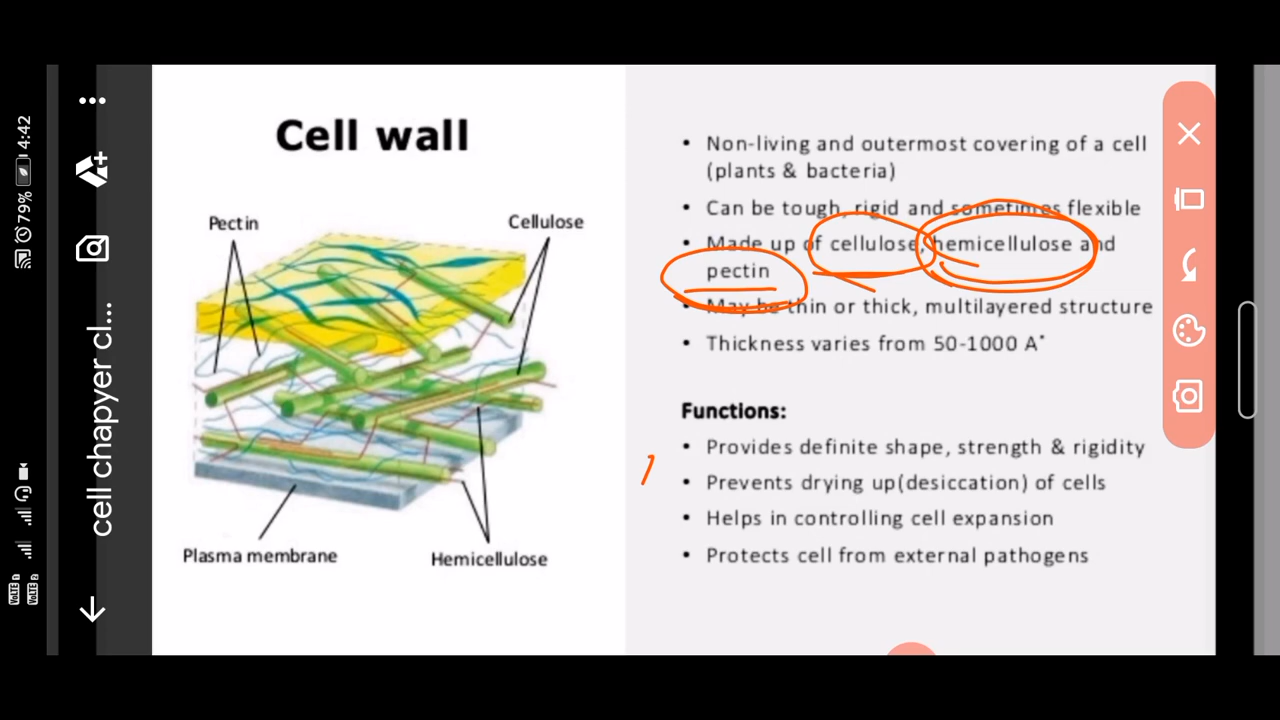 4:42
79%
cell chapyer cl...
Cell wall
Pectin
Cellulose
Plasma membrane
Hemicellulose
• Non-living and outermost covering of a cell
(plants & bacteria)
• Can be tough, rigid and sometimes flexible
• Made up of cellulose, hemicellulose and
pectin
• May be thin or thick, multilayered structure
• Thickness varies from 50-1000 A˚
Functions:
• Provides definite shape, strength & rigidity
• Prevents drying up(desiccation) of cells
• Helps in controlling cell expansion
• Protects cell from external pathogens